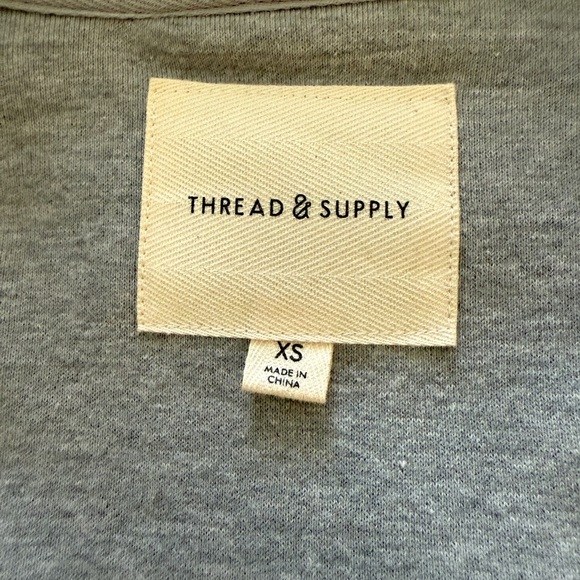 THREAD & SUPPLY
XS
MADE IN
CHINA